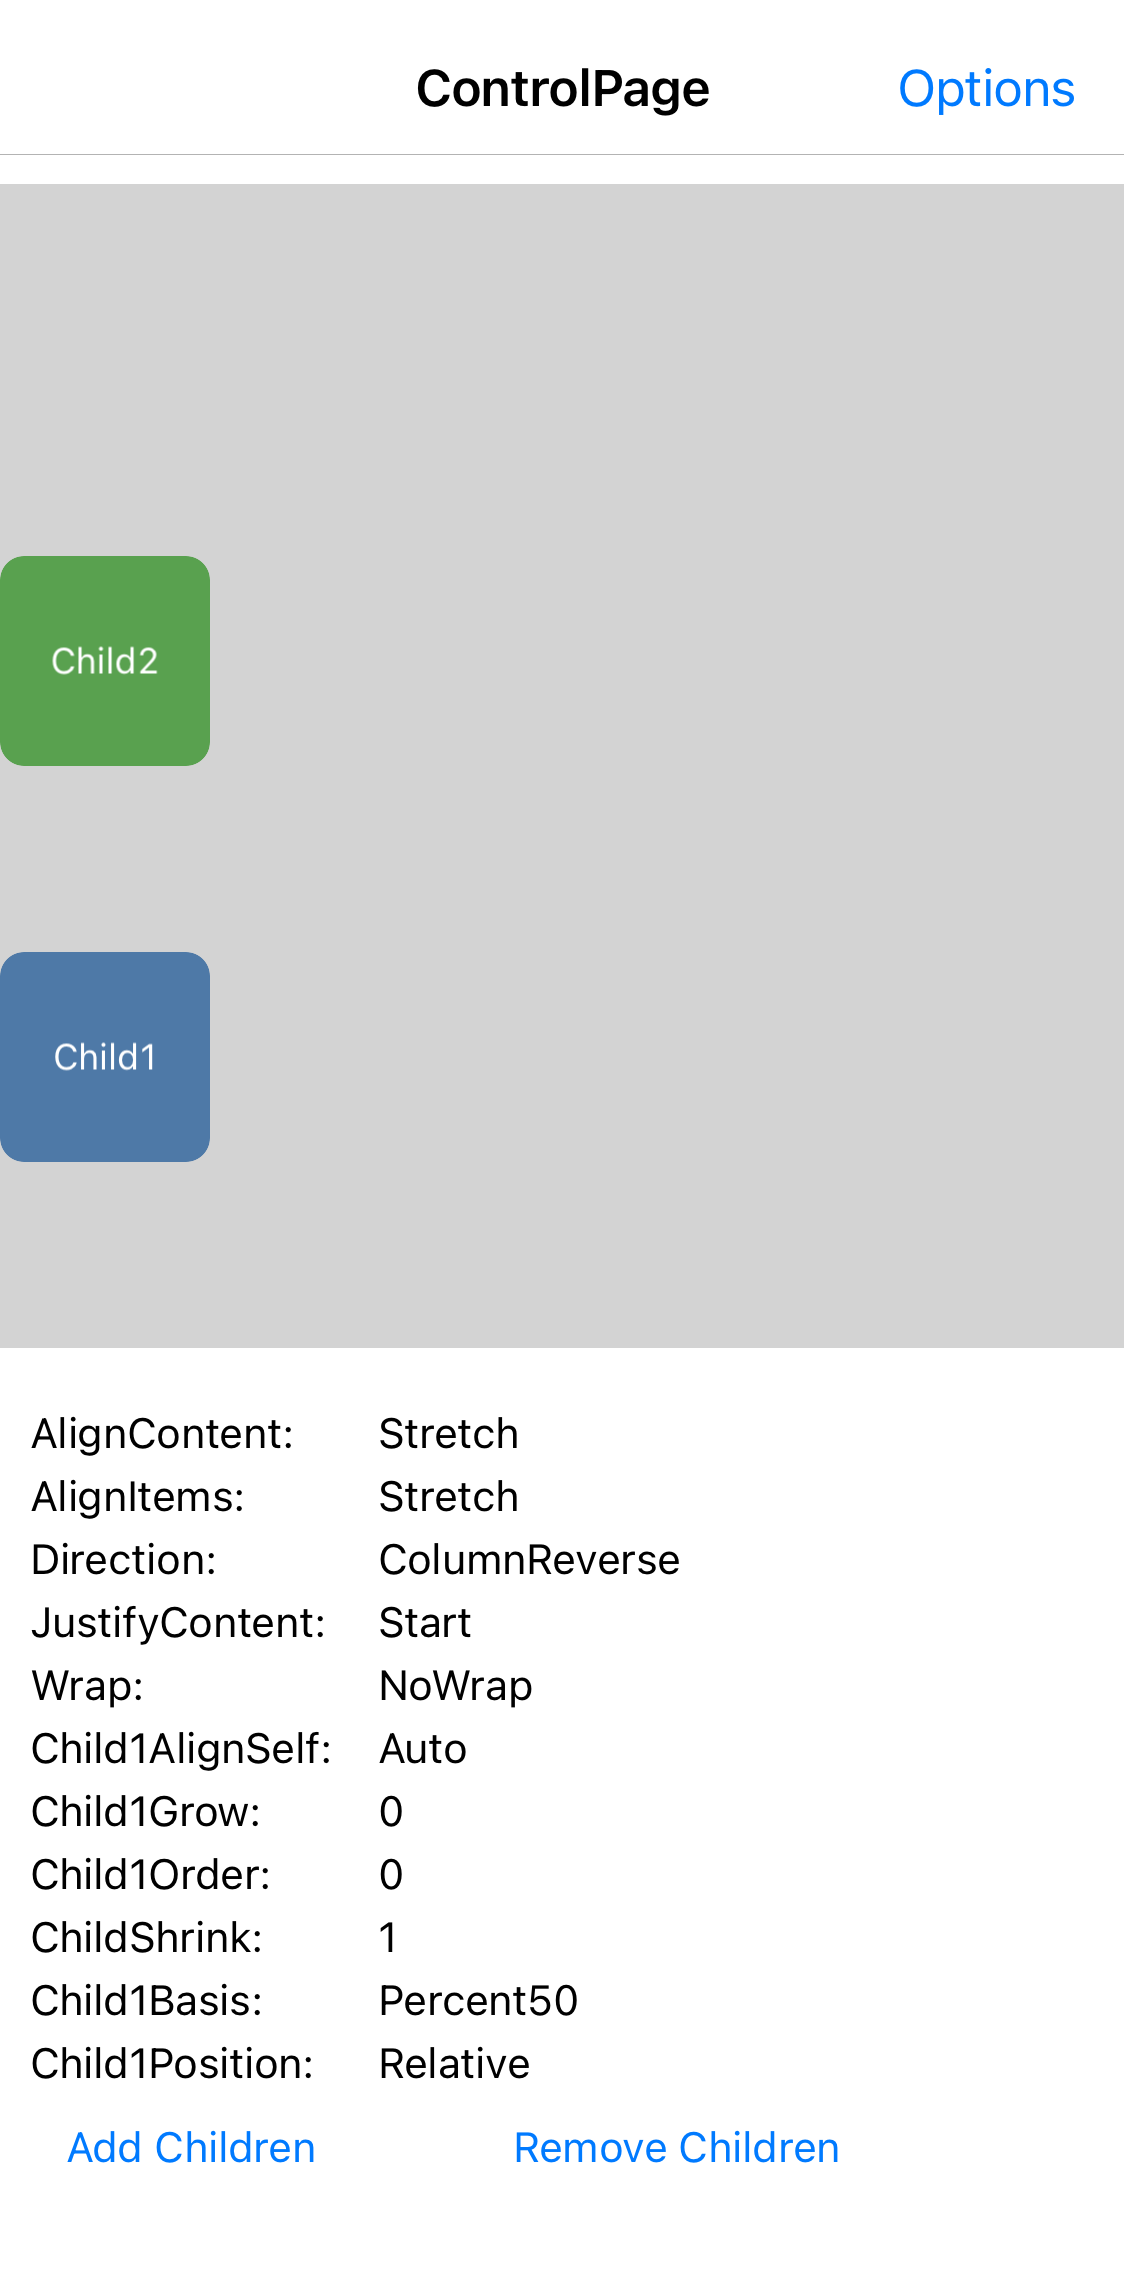 ControlPage
Options
Child2
Child1
AlignContent: Stretch
AlignItems: Stretch
Direction: ColumnReverse
JustifyContent: Start
Wrap: NoWrap
Child1AlignSelf: Auto
Child1Grow: 0
Child1Order: 0
ChildShrink: 1
Child1Basis: Percent50
Child1Position: Relative
Add Children
Remove Children